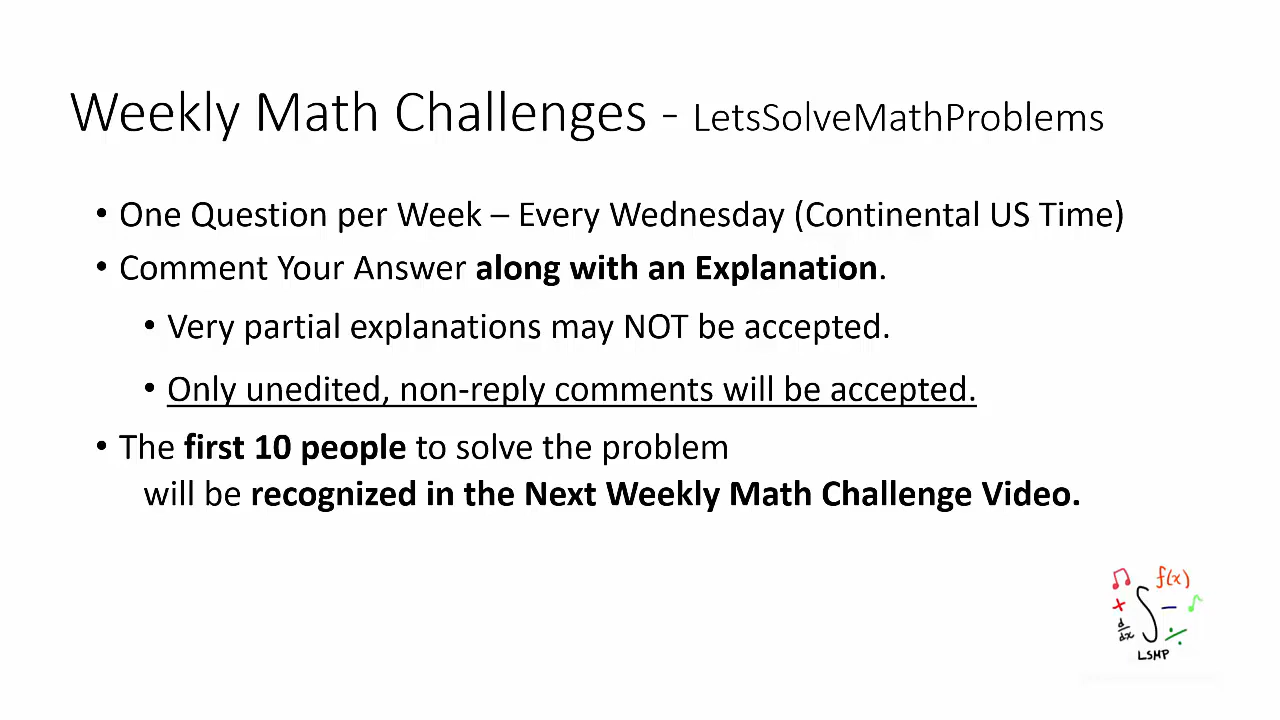 Weekly Math Challenges - LetsSolveMathProblems
• One Question per Week – Every Wednesday (Continental US Time)
• Comment Your Answer along with an Explanation.
• Very partial explanations may NOT be accepted.
• Only unedited, non-reply comments will be accepted.
• The first 10 people to solve the problem
will be recognized in the Next Weekly Math Challenge Video.
f(x)
+ ∫ −
d/dx ÷
LSMP